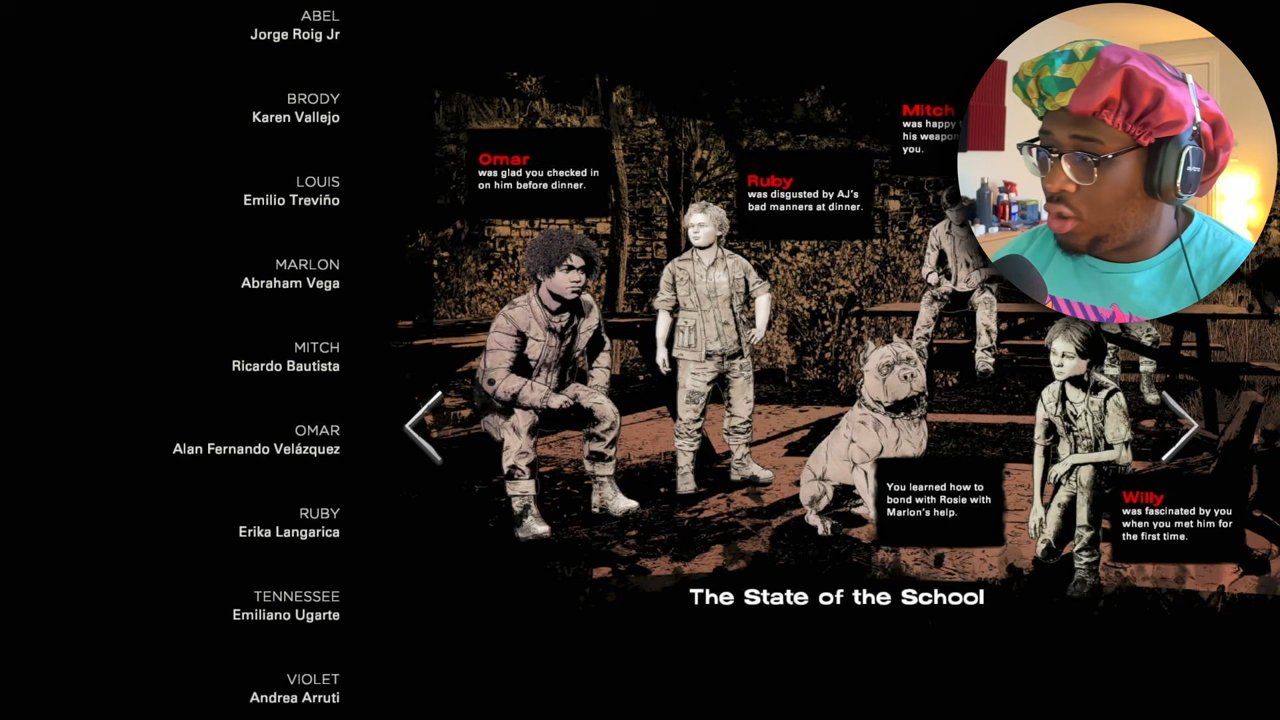 ABEL
Jorge Roig Jr
BRODY
Karen Vallejo
LOUIS
Emilio Treviño
MARLON
Abraham Vega
MITCH
Ricardo Bautista
OMAR
Alan Fernando Velázquez
RUBY
Erika Langarica
TENNESSEE
Emiliano Ugarte
VIOLET
Andrea Arruti
Omar
was glad you checked in
on him before dinner.
Ruby
was disgusted by AJ's
bad manners at dinner.
Mitch
was happy
his weapon
you.
You learned how to
bond with Rosie with
Marlon's help.
Willy
was fascinated by you
when you met him for
the first time.
The State of the School